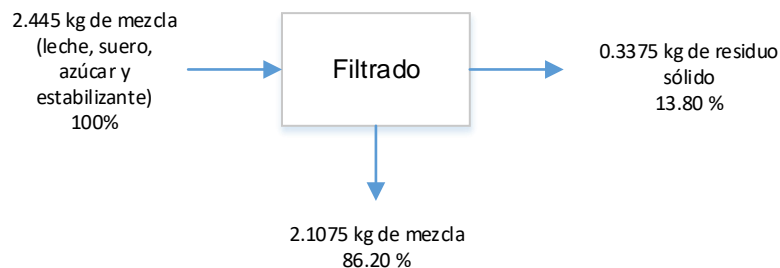 2.445 kg de mezcla
(leche, suero,
azúcar y
estabilizante)
100%
Filtrado
0.3375 kg de residuo
sólido
13.80 %
2.1075 kg de mezcla
86.20 %